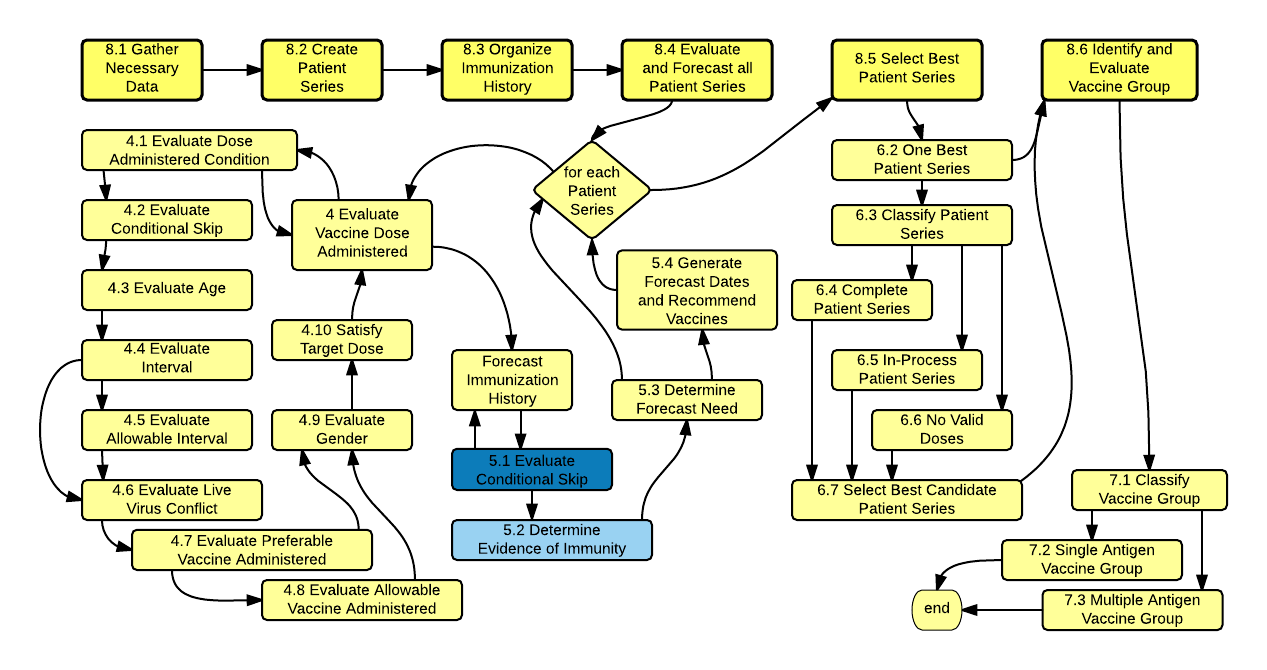 8.1 Gather
Necessary
Data
8.2 Create
Patient
Series
8.3 Organize
Immunization
History
8.4 Evaluate
and Forecast all
Patient Series
8.5 Select Best
Patient Series
8.6 Identify and
Evaluate
Vaccine Group
4.1 Evaluate Dose
Administered Condition
4.2 Evaluate
Conditional Skip
4.3 Evaluate Age
4.4 Evaluate
Interval
4.5 Evaluate
Allowable Interval
4.6 Evaluate Live
Virus Conflict
4.7 Evaluate Preferable
Vaccine Administered
4.8 Evaluate Allowable
Vaccine Administered
4 Evaluate
Vaccine Dose
Administered
4.10 Satisfy
Target Dose
4.9 Evaluate
Gender
Forecast
Immunization
History
5.1 Evaluate
Conditional Skip
5.2 Determine
Evidence of Immunity
for each
Patient
Series
5.4 Generate
Forecast Dates
and Recommend
Vaccines
5.3 Determine
Forecast Need
6.2 One Best
Patient Series
6.3 Classify Patient
Series
6.4 Complete
Patient Series
6.5 In-Process
Patient Series
6.6 No Valid
Doses
6.7 Select Best Candidate
Patient Series
7.1 Classify
Vaccine Group
7.2 Single Antigen
Vaccine Group
7.3 Multiple Antigen
Vaccine Group
end